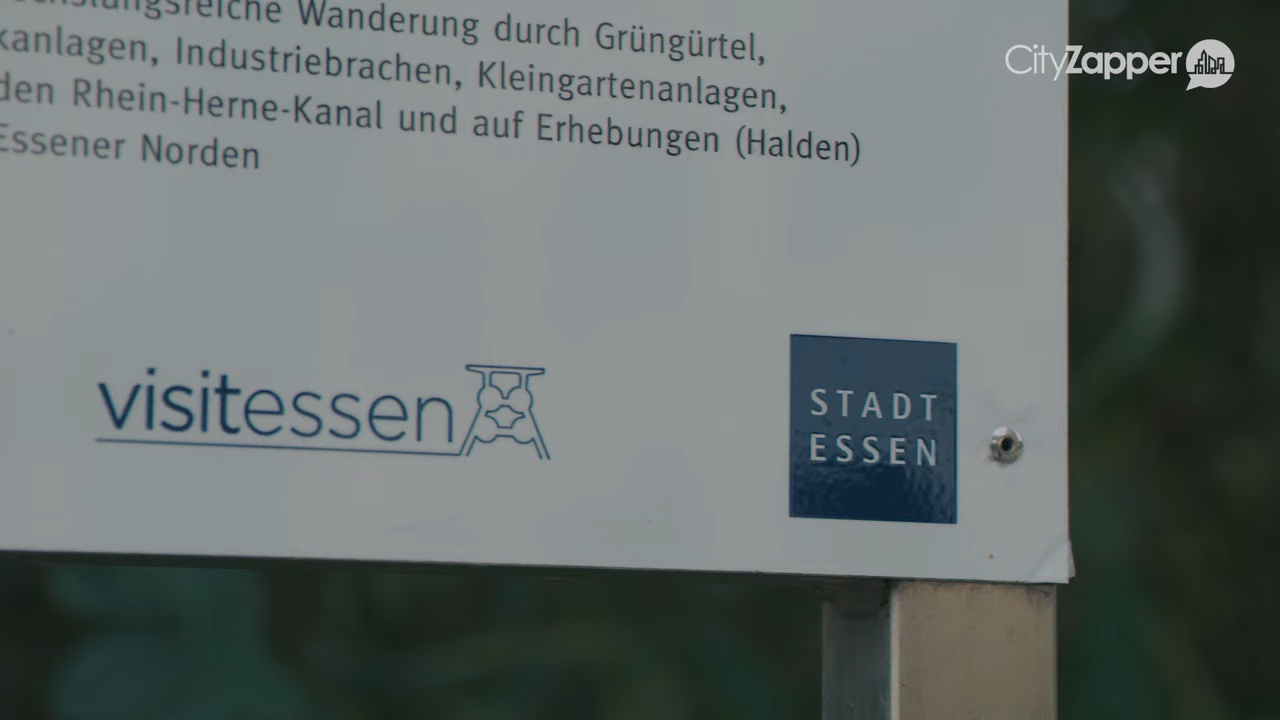 Wanderung durch Grüngürtel,
Industriebrachen, Kleingartenanlagen,
den Rhein-Herne-Kanal und auf Erhebungen (Halden)
Essener Norden
CityZapper
visitessen
STADT
ESSEN